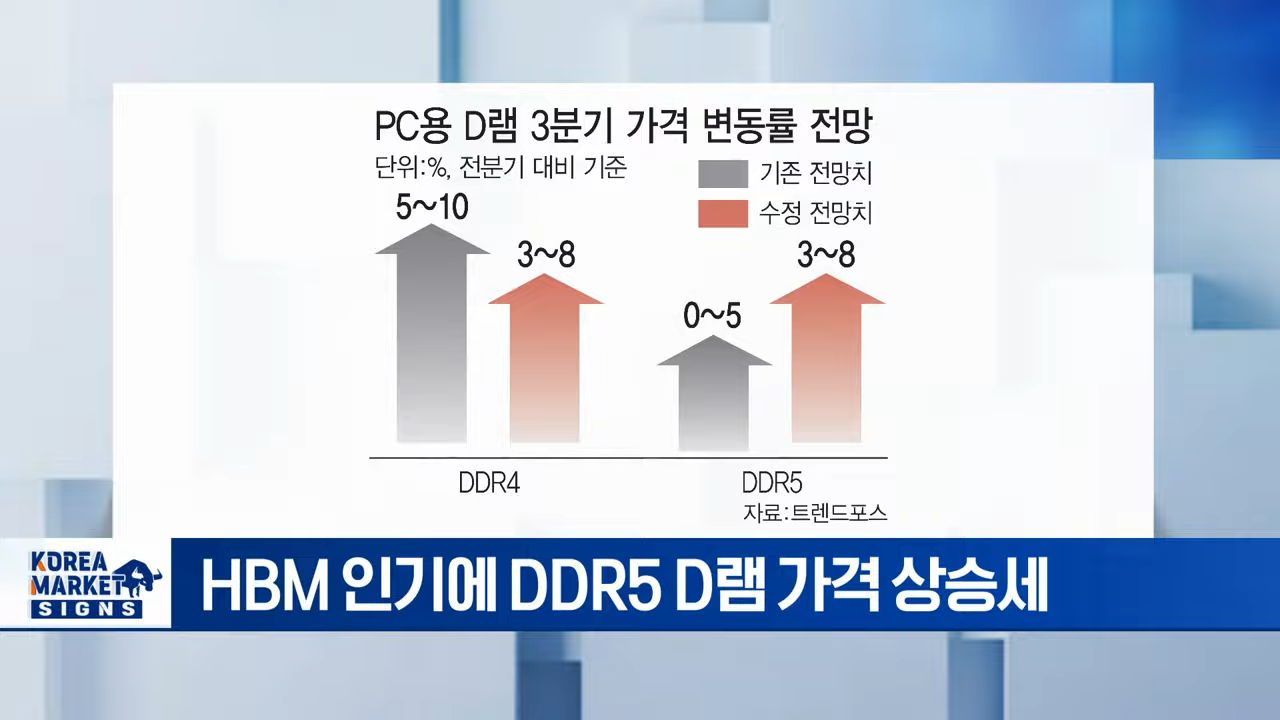 PC용 D램 3분기 가격 변동률 전망
단위:%, 전분기 대비 기준
기존 전망치
수정 전망치
5~10
3~8
0~5
3~8
DDR4
DDR5
자료:트렌드포스
KOREA
MARKET
SIGNS
HBM 인기에 DDR5 D램 가격 상승세